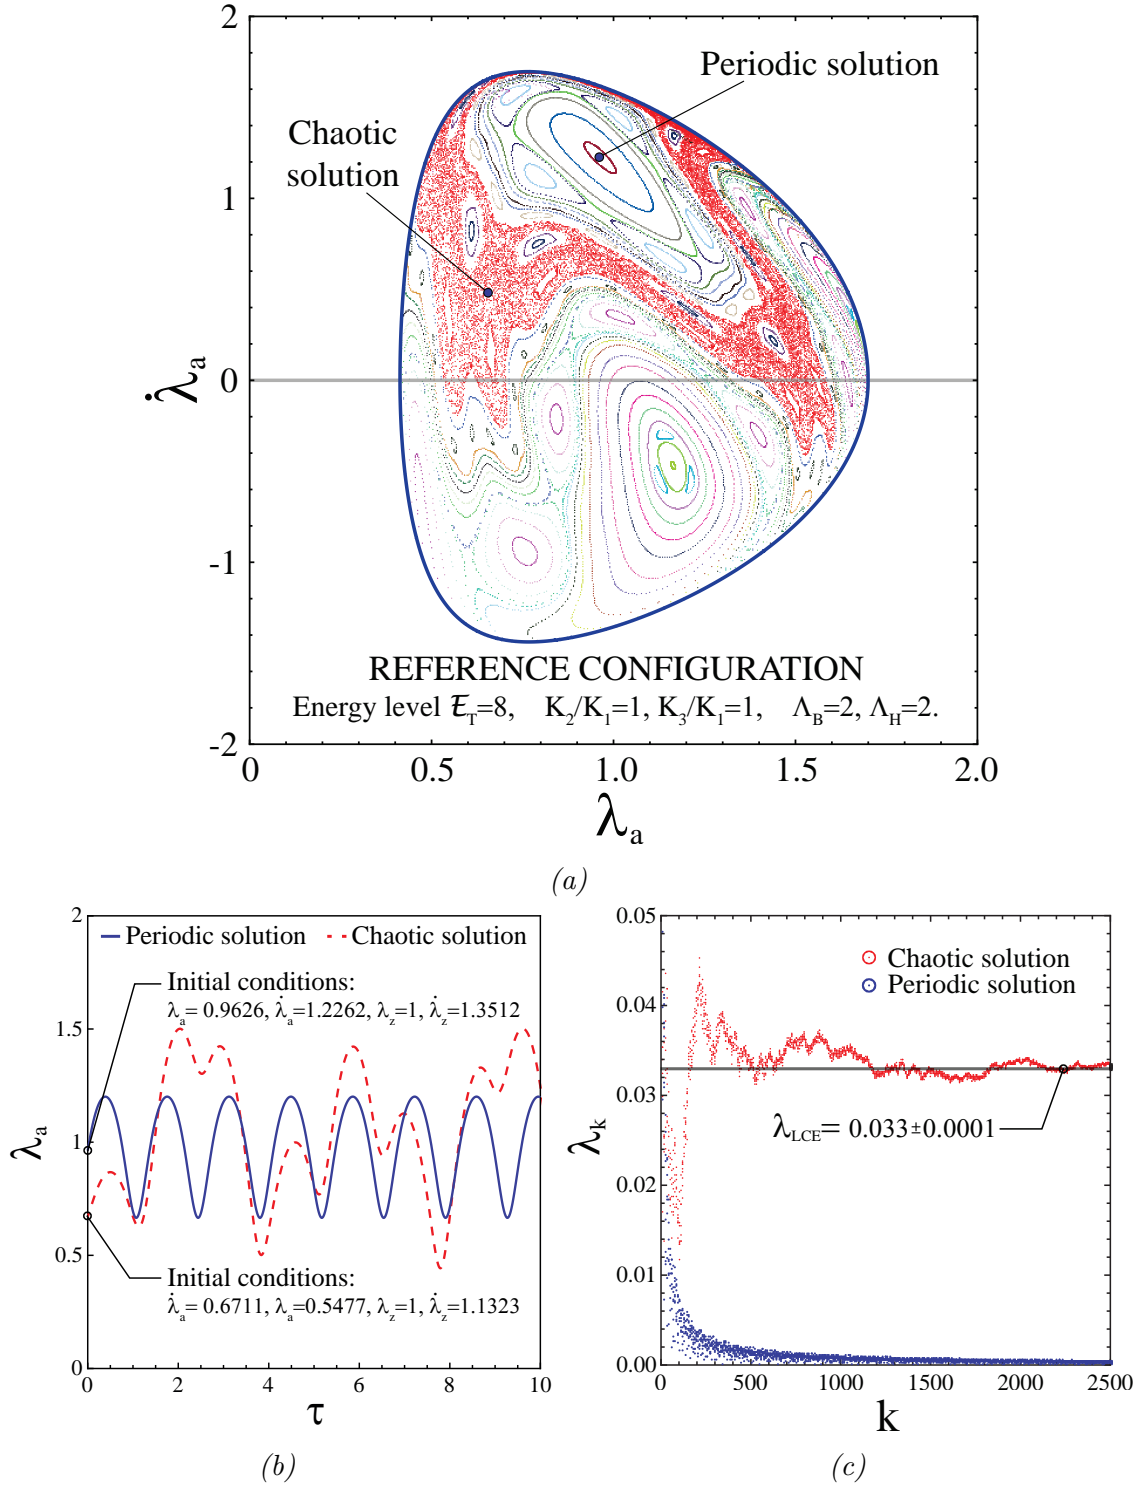 2
Periodic solution
Chaotic
solution
1
0
λ̇a
-1
REFERENCE CONFIGURATION
Energy level ƐT=8, K2/K1=1, K3/K1=1, ΛB=2, ΛH=2.
-2
0 0.5 1.0 1.5 2.0
λa
(a)
2
Periodic solution Chaotic solution
Initial conditions:
λa= 0.9626, λ̇a=1.2262, λz=1, λ̇z=1.3512
1.5
1
λa
0.5
Initial conditions:
λ̇a= 0.6711, λa=0.5477, λz=1, λ̇z=1.1323
0
0 2 4 6 8 10
τ
(b)
0.05
Chaotic solution
Periodic solution
0.04
0.03
λLCE= 0.033±0.0001
λk
0.02
0.01
0.00
0 500 1000 1500 2000 2500
k
(c)